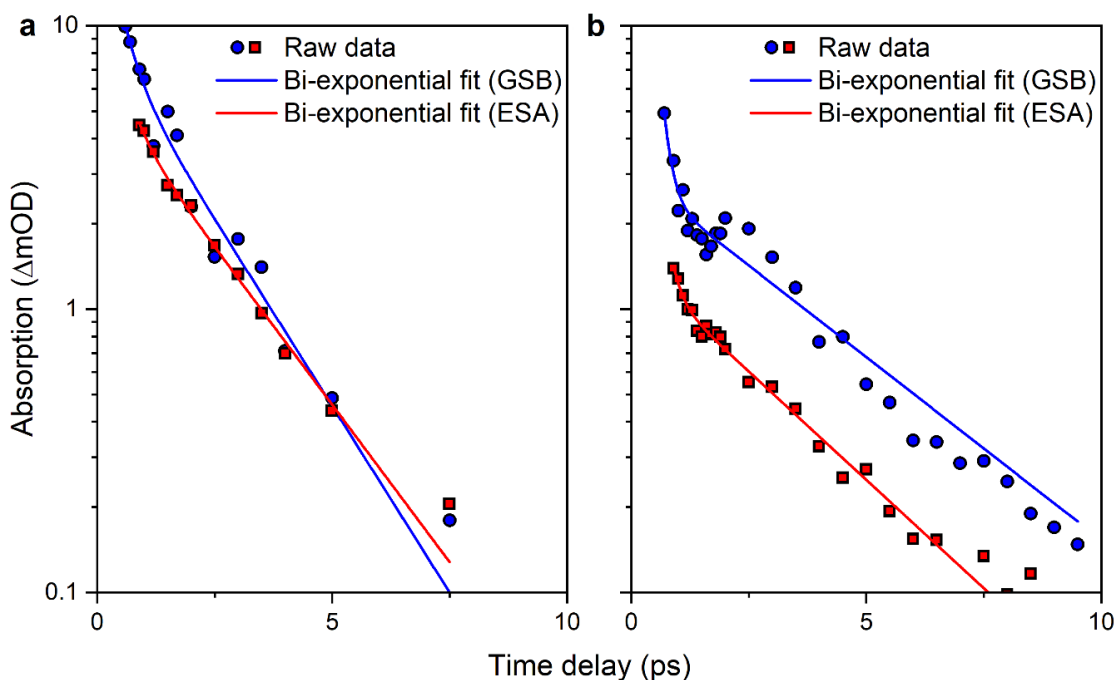 a
Raw data
Bi-exponential fit (GSB)
Bi-exponential fit (ESA)
b
Raw data
Bi-exponential fit (GSB)
Bi-exponential fit (ESA)
Absorption (ΔmOD)
10
1
0.1
0 5 10
0 5 10
Time delay (ps)